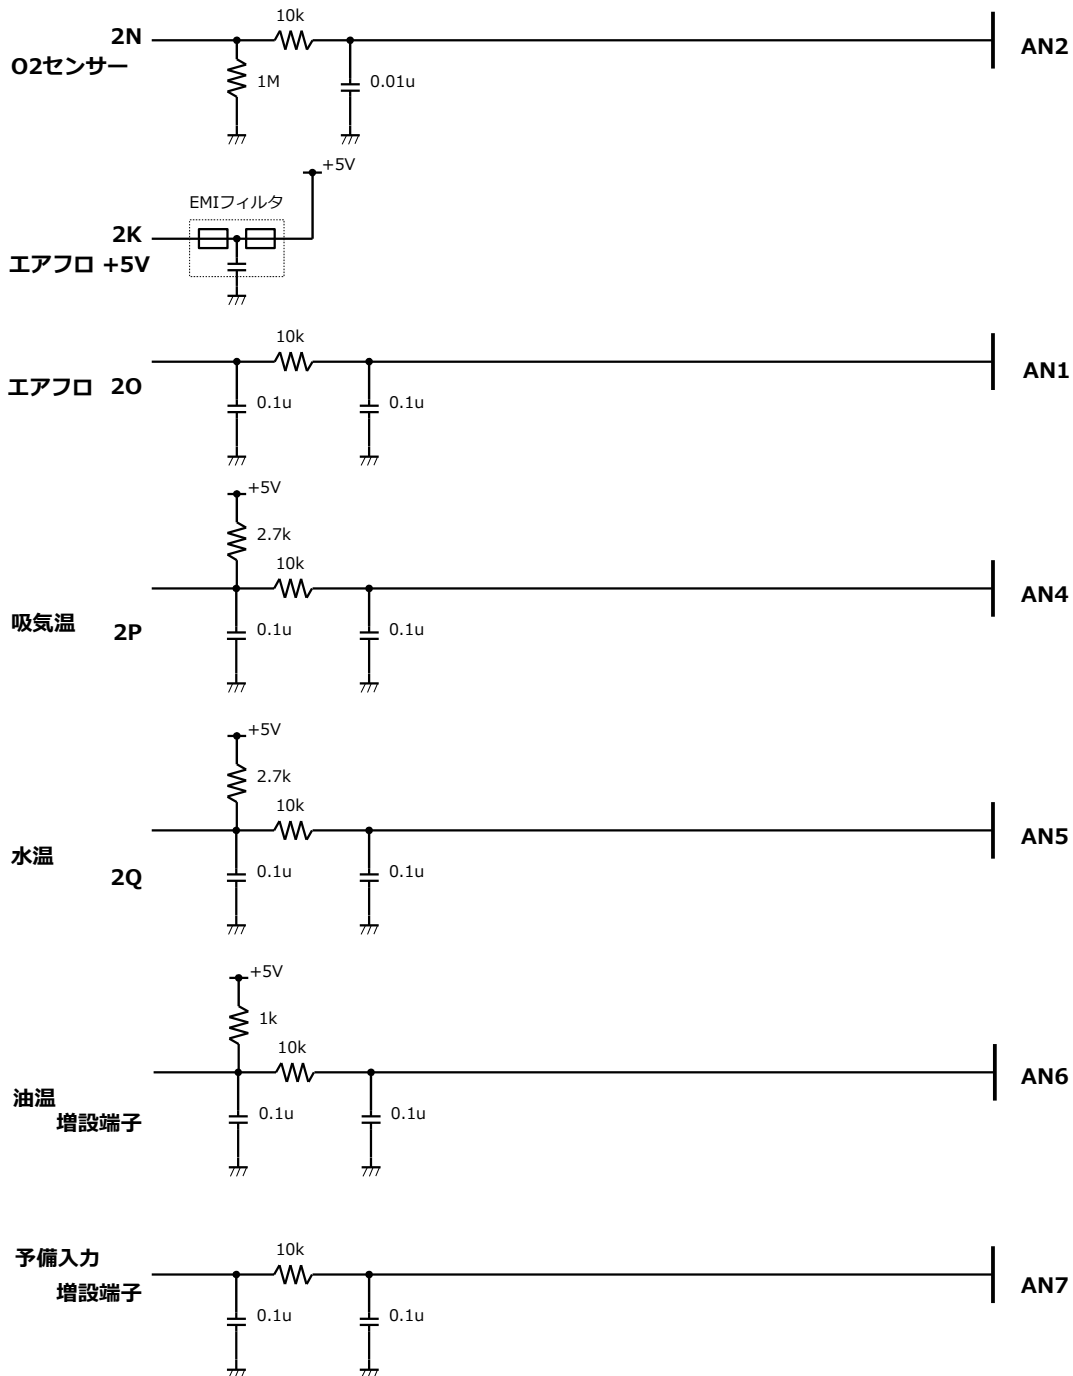 10k
2N
O2センサー
1M
0.01u
AN2
+5V
EMIフィルタ
2K
エアフロ +5V
10k
エアフロ 2O
0.1u
0.1u
AN1
+5V
2.7k
10k
吸気温
2P
0.1u
0.1u
AN4
+5V
2.7k
10k
水温
2Q
0.1u
0.1u
AN5
+5V
1k
10k
油温
増設端子
0.1u
0.1u
AN6
予備入力
増設端子
10k
0.1u
0.1u
AN7